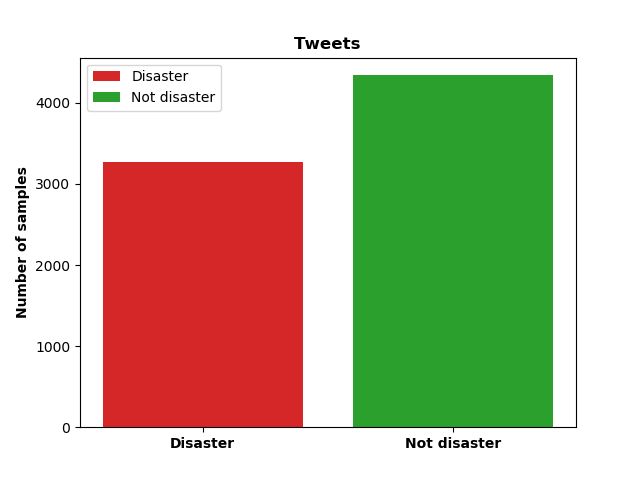 Tweets
Disaster
Not disaster
4000
3000
2000
1000
0
Number of samples
Disaster
Not disaster